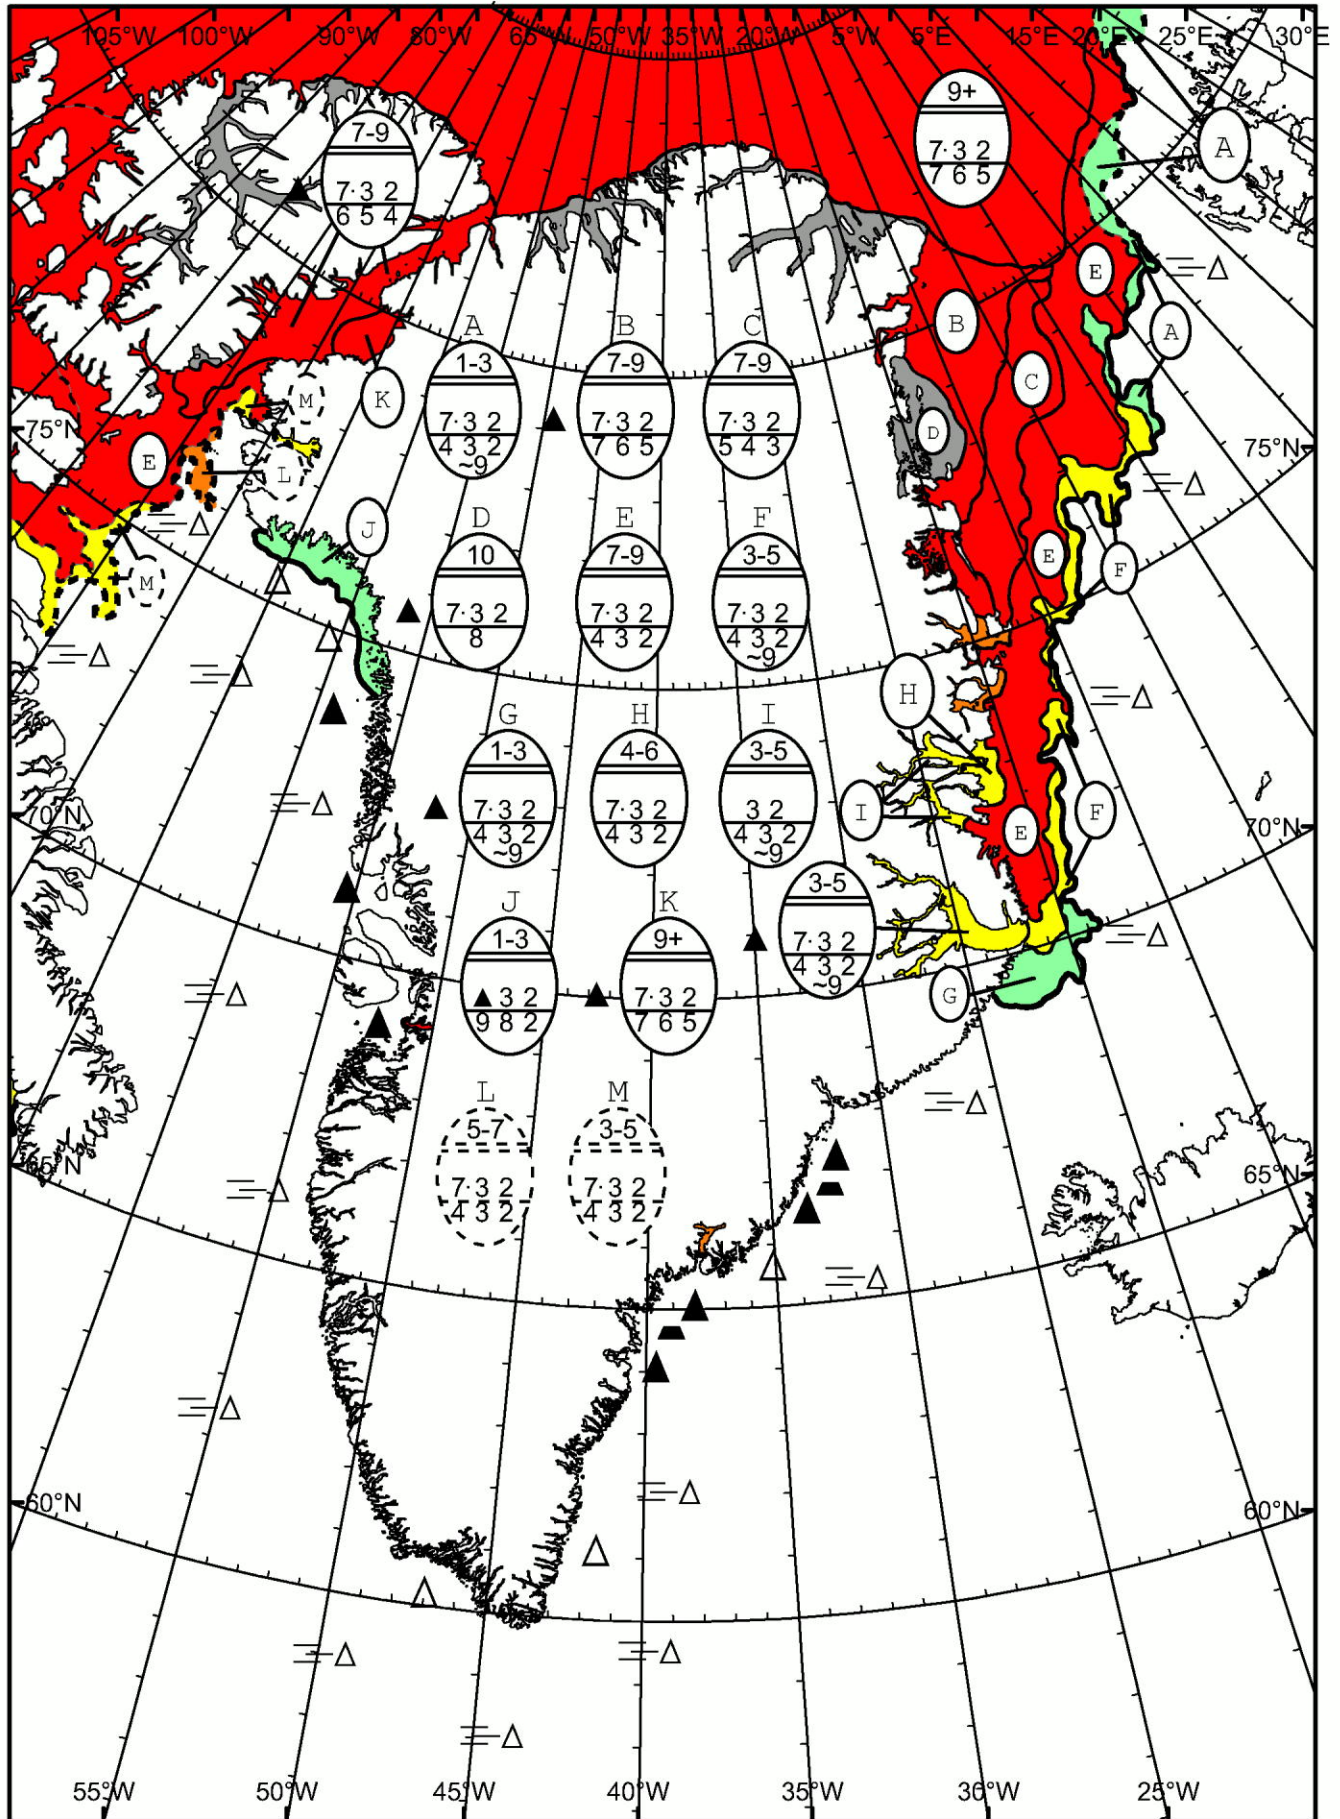 105°W 100°W 90°W 80°W 65°W 50°W 35°W 20°W 5°W 5°E 15°E 20°E 25°E 30°E
9+
7·3 2
7 6 5
A
7-9
7·3 2
6 5 4
E
A
B
C
K
M
D
E
L
J
E
F
M
75°N
75°N
A
1-3
7·3 2
4 3 2
~9
B
7-9
7·3 2
7 6 5
C
7-9
7·3 2
5 4 3
D
10
7·3 2
8
E
7-9
7·3 2
4 3 2
F
3-5
7·3 2
4 3 2
~9
H
G
1-3
7·3 2
4 3 2
~9
H
4-6
7·3 2
4 3 2
I
3-5
3 2
4 3 2
~9
I
E
F
70°N
70°N
3-5
7·3 2
4 3 2
~9
G
J
1-3
▲ 3 2
9 8 2
K
9+
7·3 2
7 6 5
L
5-7
7·3 2
4 3 2
M
3-5
7·3 2
4 3 2
65°N
65°N
60°N
60°N
55°W 50°W 45°W 40°W 35°W 30°W 25°W